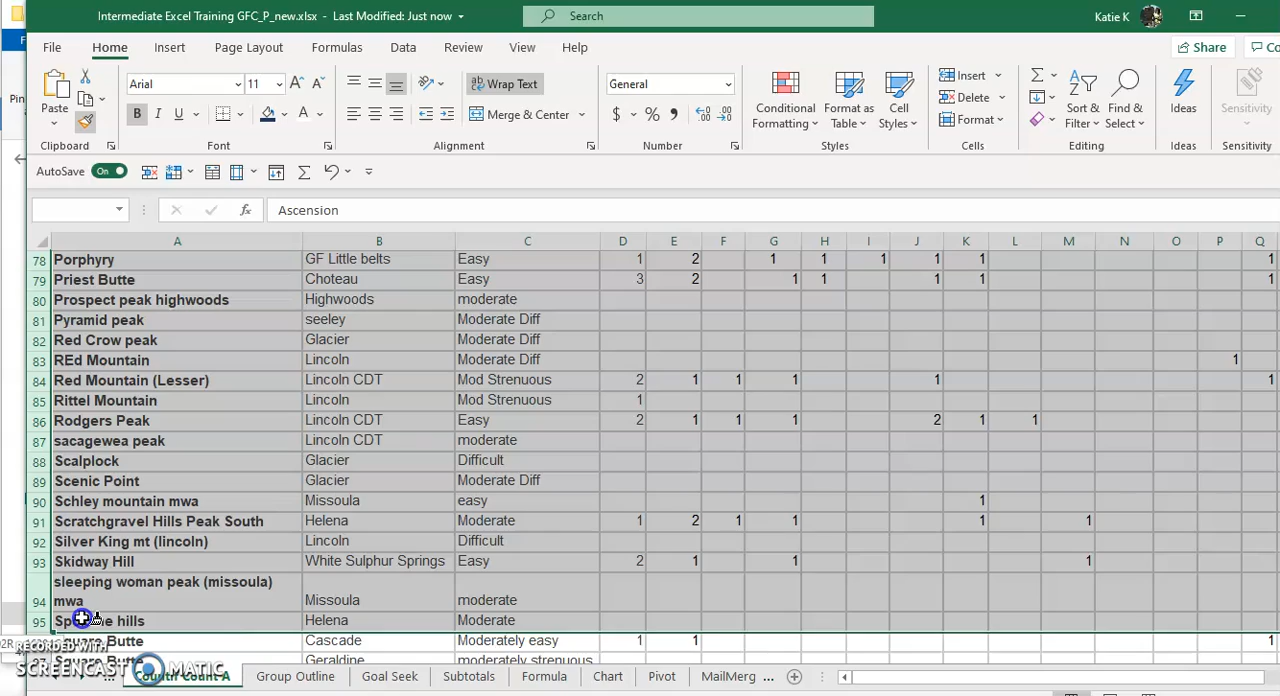 Intermediate Excel Training GFC_P_new.xlsx - Last Modified: Just now
Search
Katie K
File Home Insert Page Layout Formulas Data Review View Help
Share
Co
Pin
Paste
Arial 11
B I U
Wrap Text
Merge & Center
General
$ % 9
Conditional Formatting
Format as Table
Cell Styles
Insert
Delete
Format
Sort & Filter
Find & Select
Ideas
Sensitivity
Clipboard Font Alignment Number Styles Cells Editing Ideas Sensitivity
AutoSave On
fx Ascension
A B C D E F G H I J K L M N O P Q
78 Porphyry GF Little belts Easy 1 2 1 1 1 1 1 1
79 Priest Butte Choteau Easy 3 2 1 1 1 1 1
80 Prospect peak highwoods Highwoods moderate
81 Pyramid peak seeley Moderate Diff
82 Red Crow peak Glacier Moderate Diff
83 REd Mountain Lincoln Moderate Diff 1
84 Red Mountain (Lesser) Lincoln CDT Mod Strenuous 2 1 1 1 1 1
85 Rittel Mountain Lincoln Mod Strenuous 1
86 Rodgers Peak Lincoln CDT Easy 2 1 1 1 2 1 1
87 sacagewea peak Lincoln CDT moderate
88 Scalplock Glacier Difficult
89 Scenic Point Glacier Moderate Diff
90 Schley mountain mwa Missoula easy 1
91 Scratchgravel Hills Peak South Helena Moderate 1 2 1 1 1 1
92 Silver King mt (lincoln) Lincoln Difficult
93 Skidway Hill White Sulphur Springs Easy 2 1 1 1
sleeping woman peak (missoula)
94 mwa Missoula moderate
95 hills Helena Moderate
Butte Cascade Moderately easy 1 1 1
Geraldine moderately strenuous
RECORDED WITH
SCREENCAST MATIC
Count A Group Outline Goal Seek Subtotals Formula Chart Pivot MailMerg ...